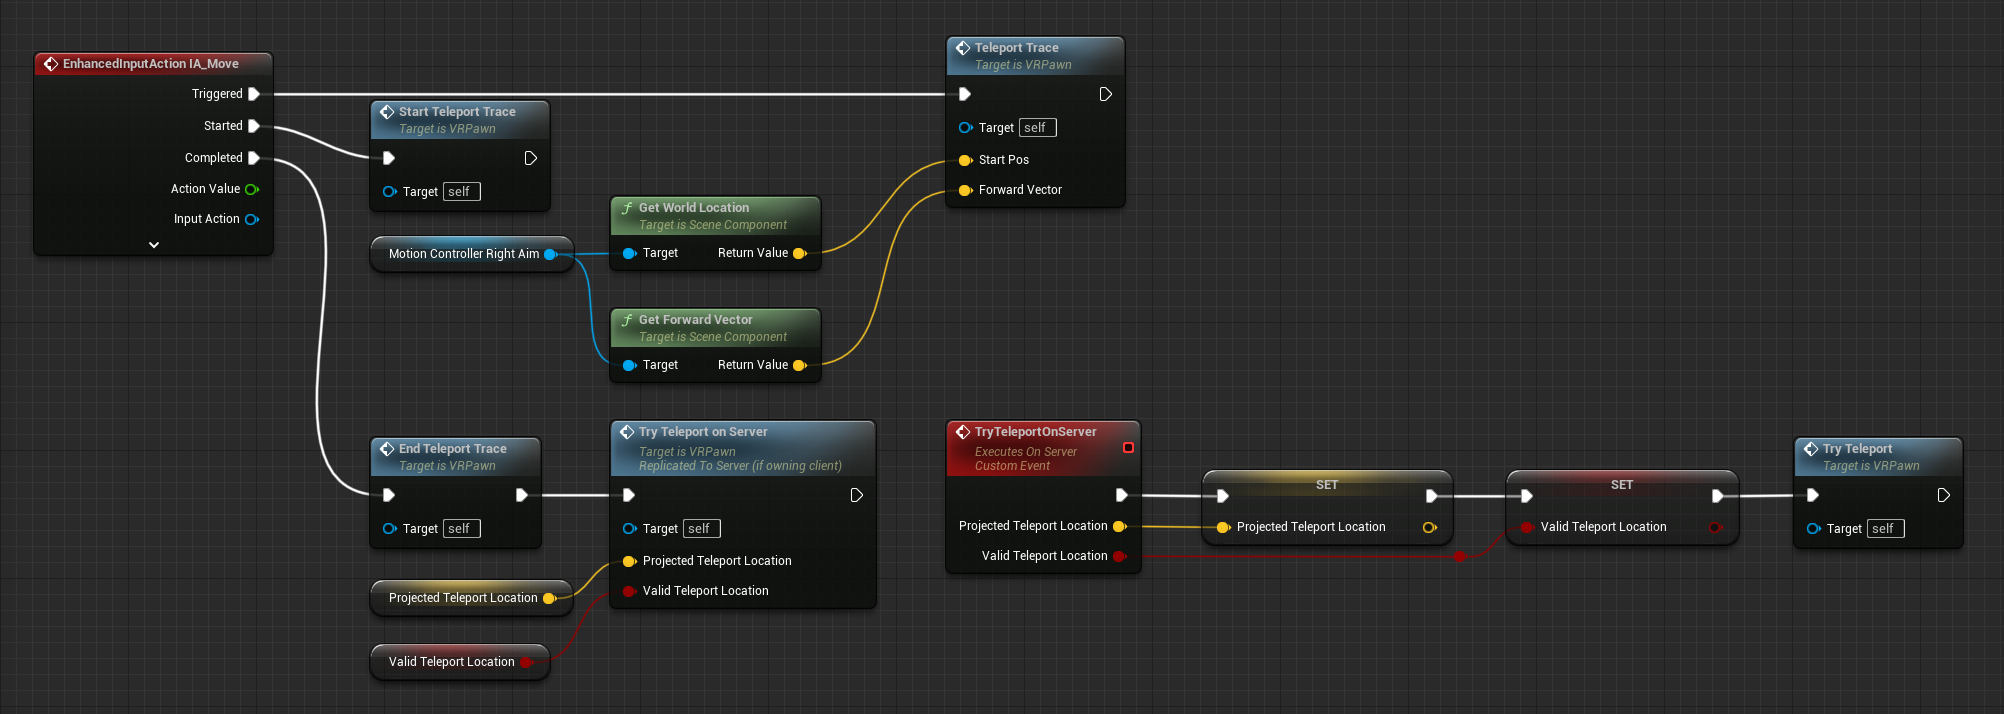 EnhancedInputAction IA_Move
Triggered
Started
Completed
Action Value
Input Action
Start Teleport Trace
Target is VRPawn
Target self
Motion Controller Right Aim
Get World Location
Target is Scene Component
Target Return Value
Get Forward Vector
Target is Scene Component
Target Return Value
Teleport Trace
Target is VRPawn
Target self
Start Pos
Forward Vector
End Teleport Trace
Target is VRPawn
Target self
Projected Teleport Location
Valid Teleport Location
Try Teleport on Server
Target is VRPawn
Replicated To Server (if owning client)
Target self
Projected Teleport Location
Valid Teleport Location
TryTeleportOnServer
Executes On Server
Custom Event
Projected Teleport Location
Valid Teleport Location
SET
Projected Teleport Location
SET
Valid Teleport Location
Try Teleport
Target is VRPawn
Target self